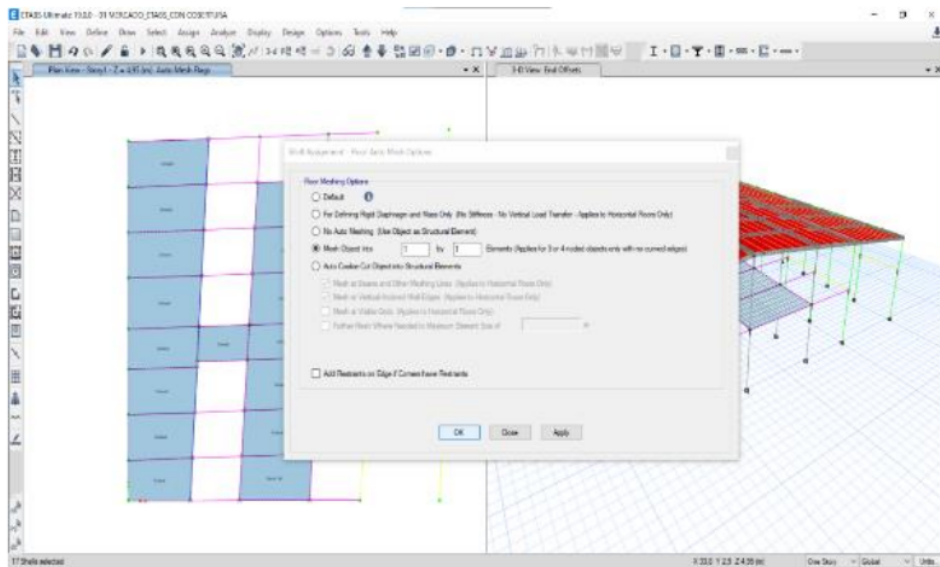 ETABS Ultimate 19.0.0 - 01 MERCADO_ETABS_CON COBERTURA
File Edit View Define Draw Select Assign Analyze Display Design Options Tools Help
Plan View - Story1 - Z = 4.95 (m) Auto Mesh Flags
3-D View End Offsets
Shell Assignment - Floor Auto Mesh Options
Floor Meshing Options
Default
For Defining Rigid Diaphragm and Mass Only (No Stiffness - No Vertical Load Transfer - Applies to Horizontal Floors Only)
No Auto Meshing (Use Object as Structural Element)
Mesh Object into by Elements (Applies for 3 or 4 noded objects only with no curved edges)
Auto Cookie Cut Object into Structural Elements
Mesh at Beams and Other Meshing Lines (Applies to Horizontal Floors Only)
Mesh at Vertical/Inclined Wall Edges (Applies to Horizontal Floors Only)
Mesh at Visible Grids (Applies to Horizontal Floors Only)
Further Mesh Where Needed to Maximum Element Size of m
Add Restraints on Edge if Corners have Restraints
OK Close Apply
17 Shells selected
One Story Global Units...